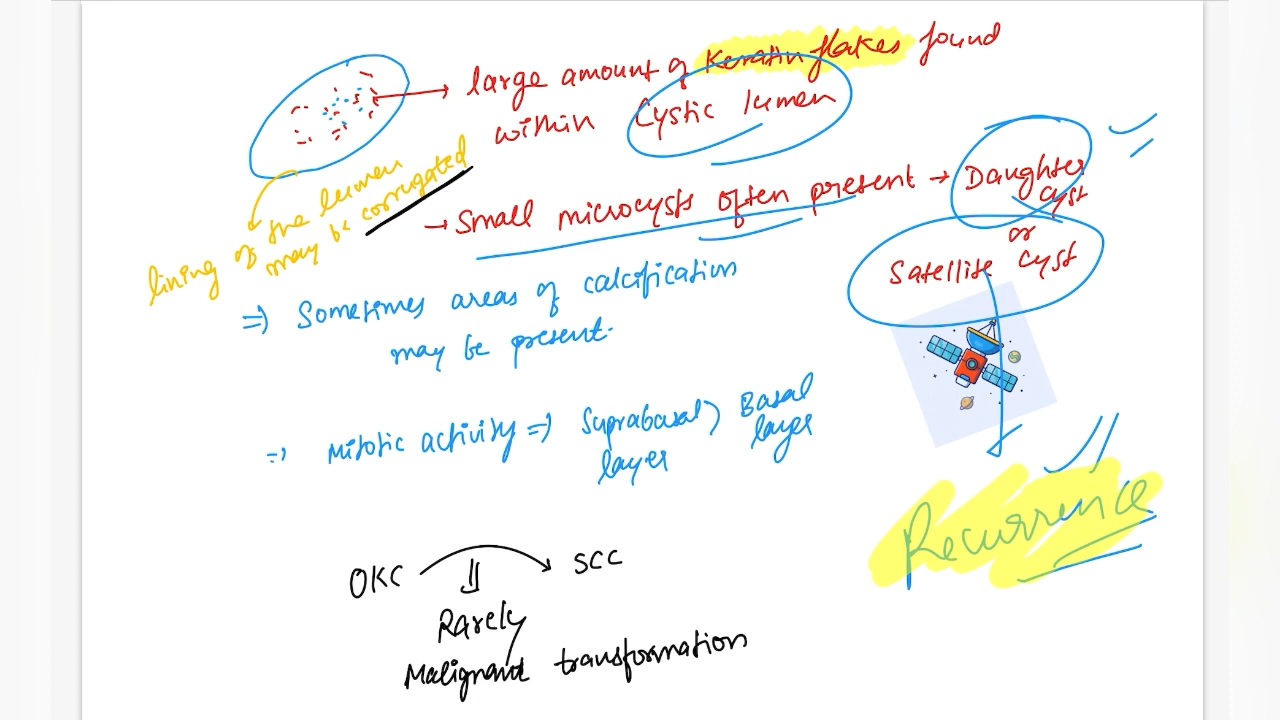 → large amount of Keratin flakes found
within Cystic lumen
lining of the lumen
may be corrugated
→ Small microcysts often present → Daughter
cyst
or
Satellite cyst
⇒ Sometimes areas of calcification
may be present.
⇒ Mitotic activity ⇒ Suprabasal > Basal
layer layer
Recurrence
OKC → SCC
⇓
Rarely
Malignant transformation